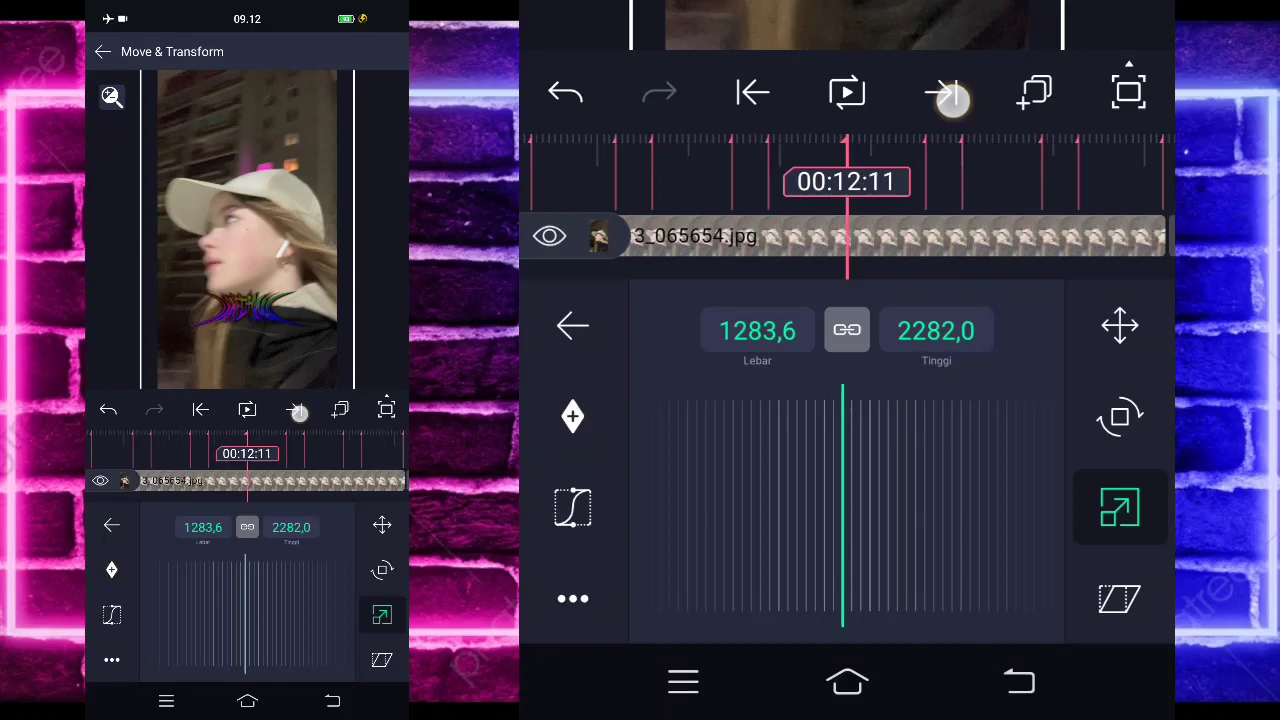 09.12
93
Move & Transform
00:12:11
3_065654.jpg
1283,6
2282,0
Lebar
Tinggi
00:12:11
3_065654.jpg
1283,6
2282,0
Lebar
Tinggi